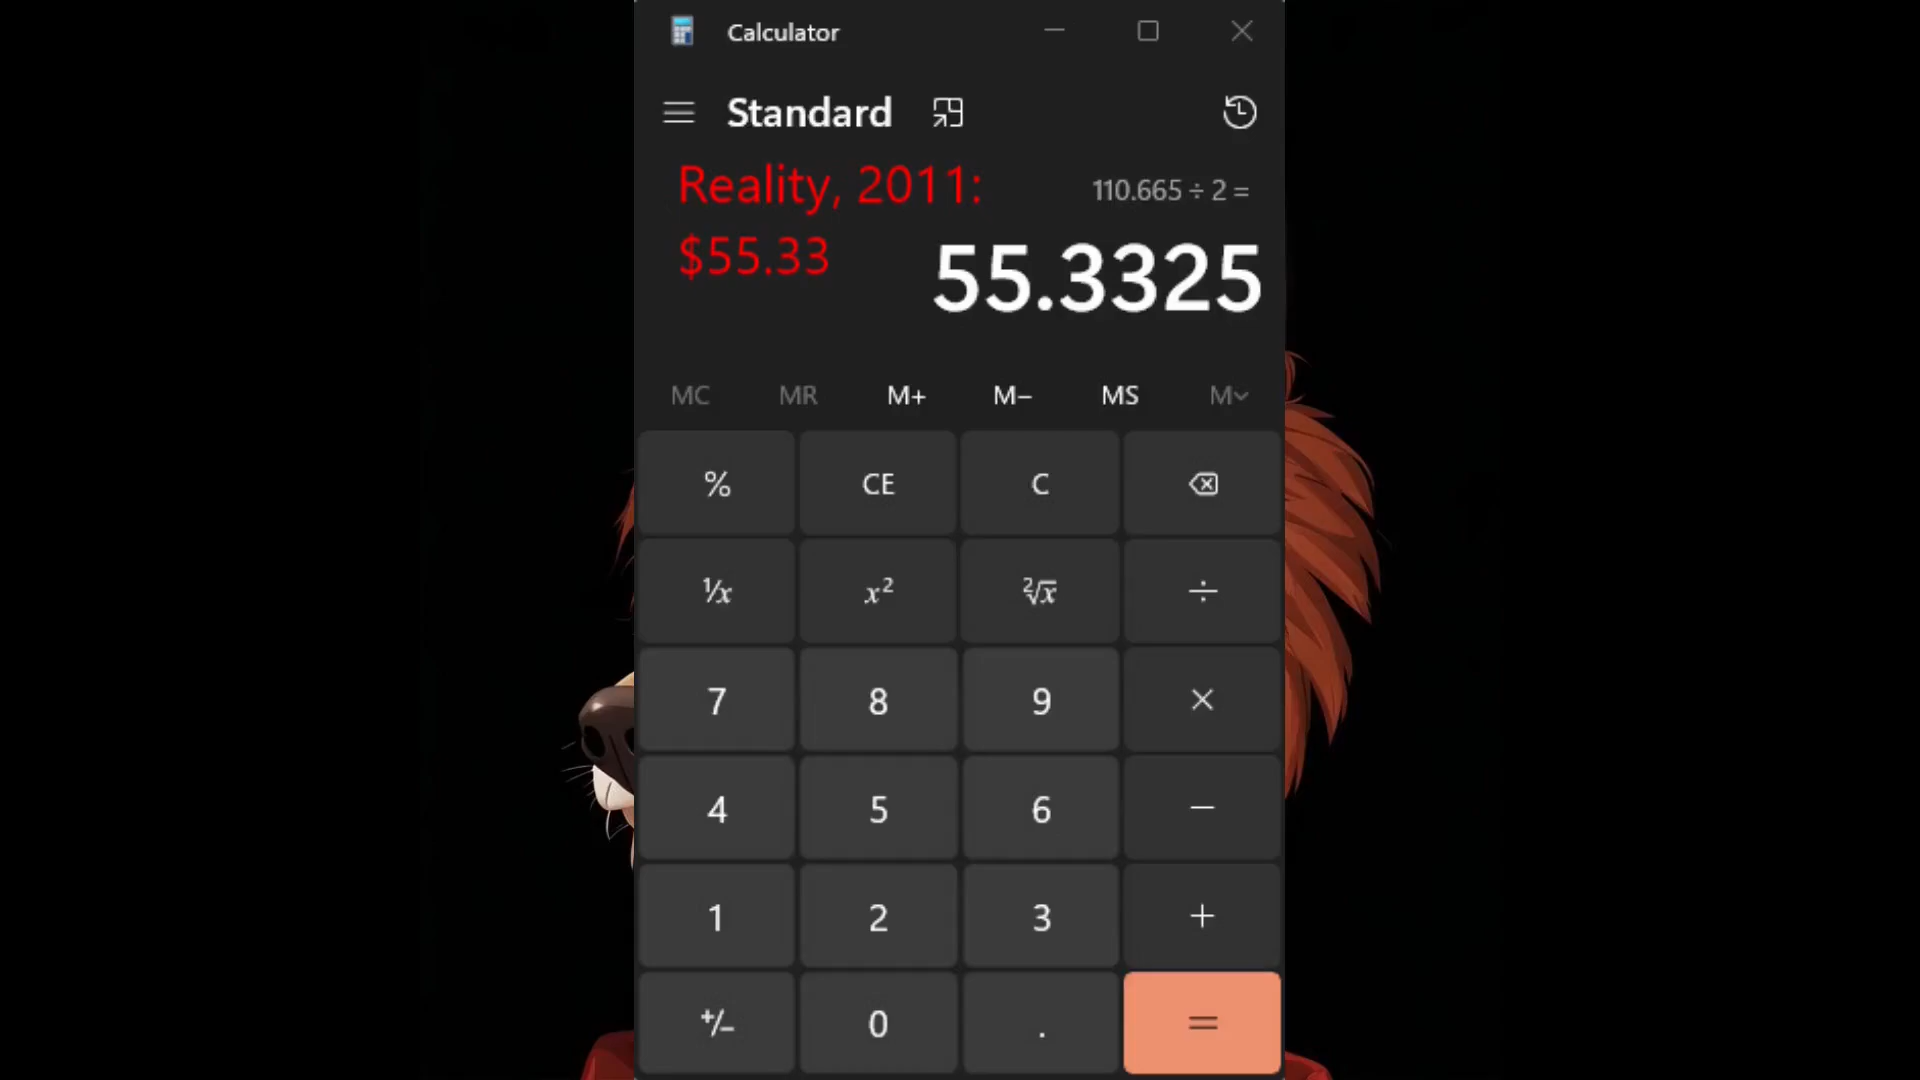 Calculator
Standard
Reality, 2011:
$55.33
110.665 ÷ 2 =
55.3325
MC MR M+ M− MS M
% CE C
¹/x x² ²√x ÷
7 8 9 ×
4 5 6 −
1 2 3 +
+/− 0 . =